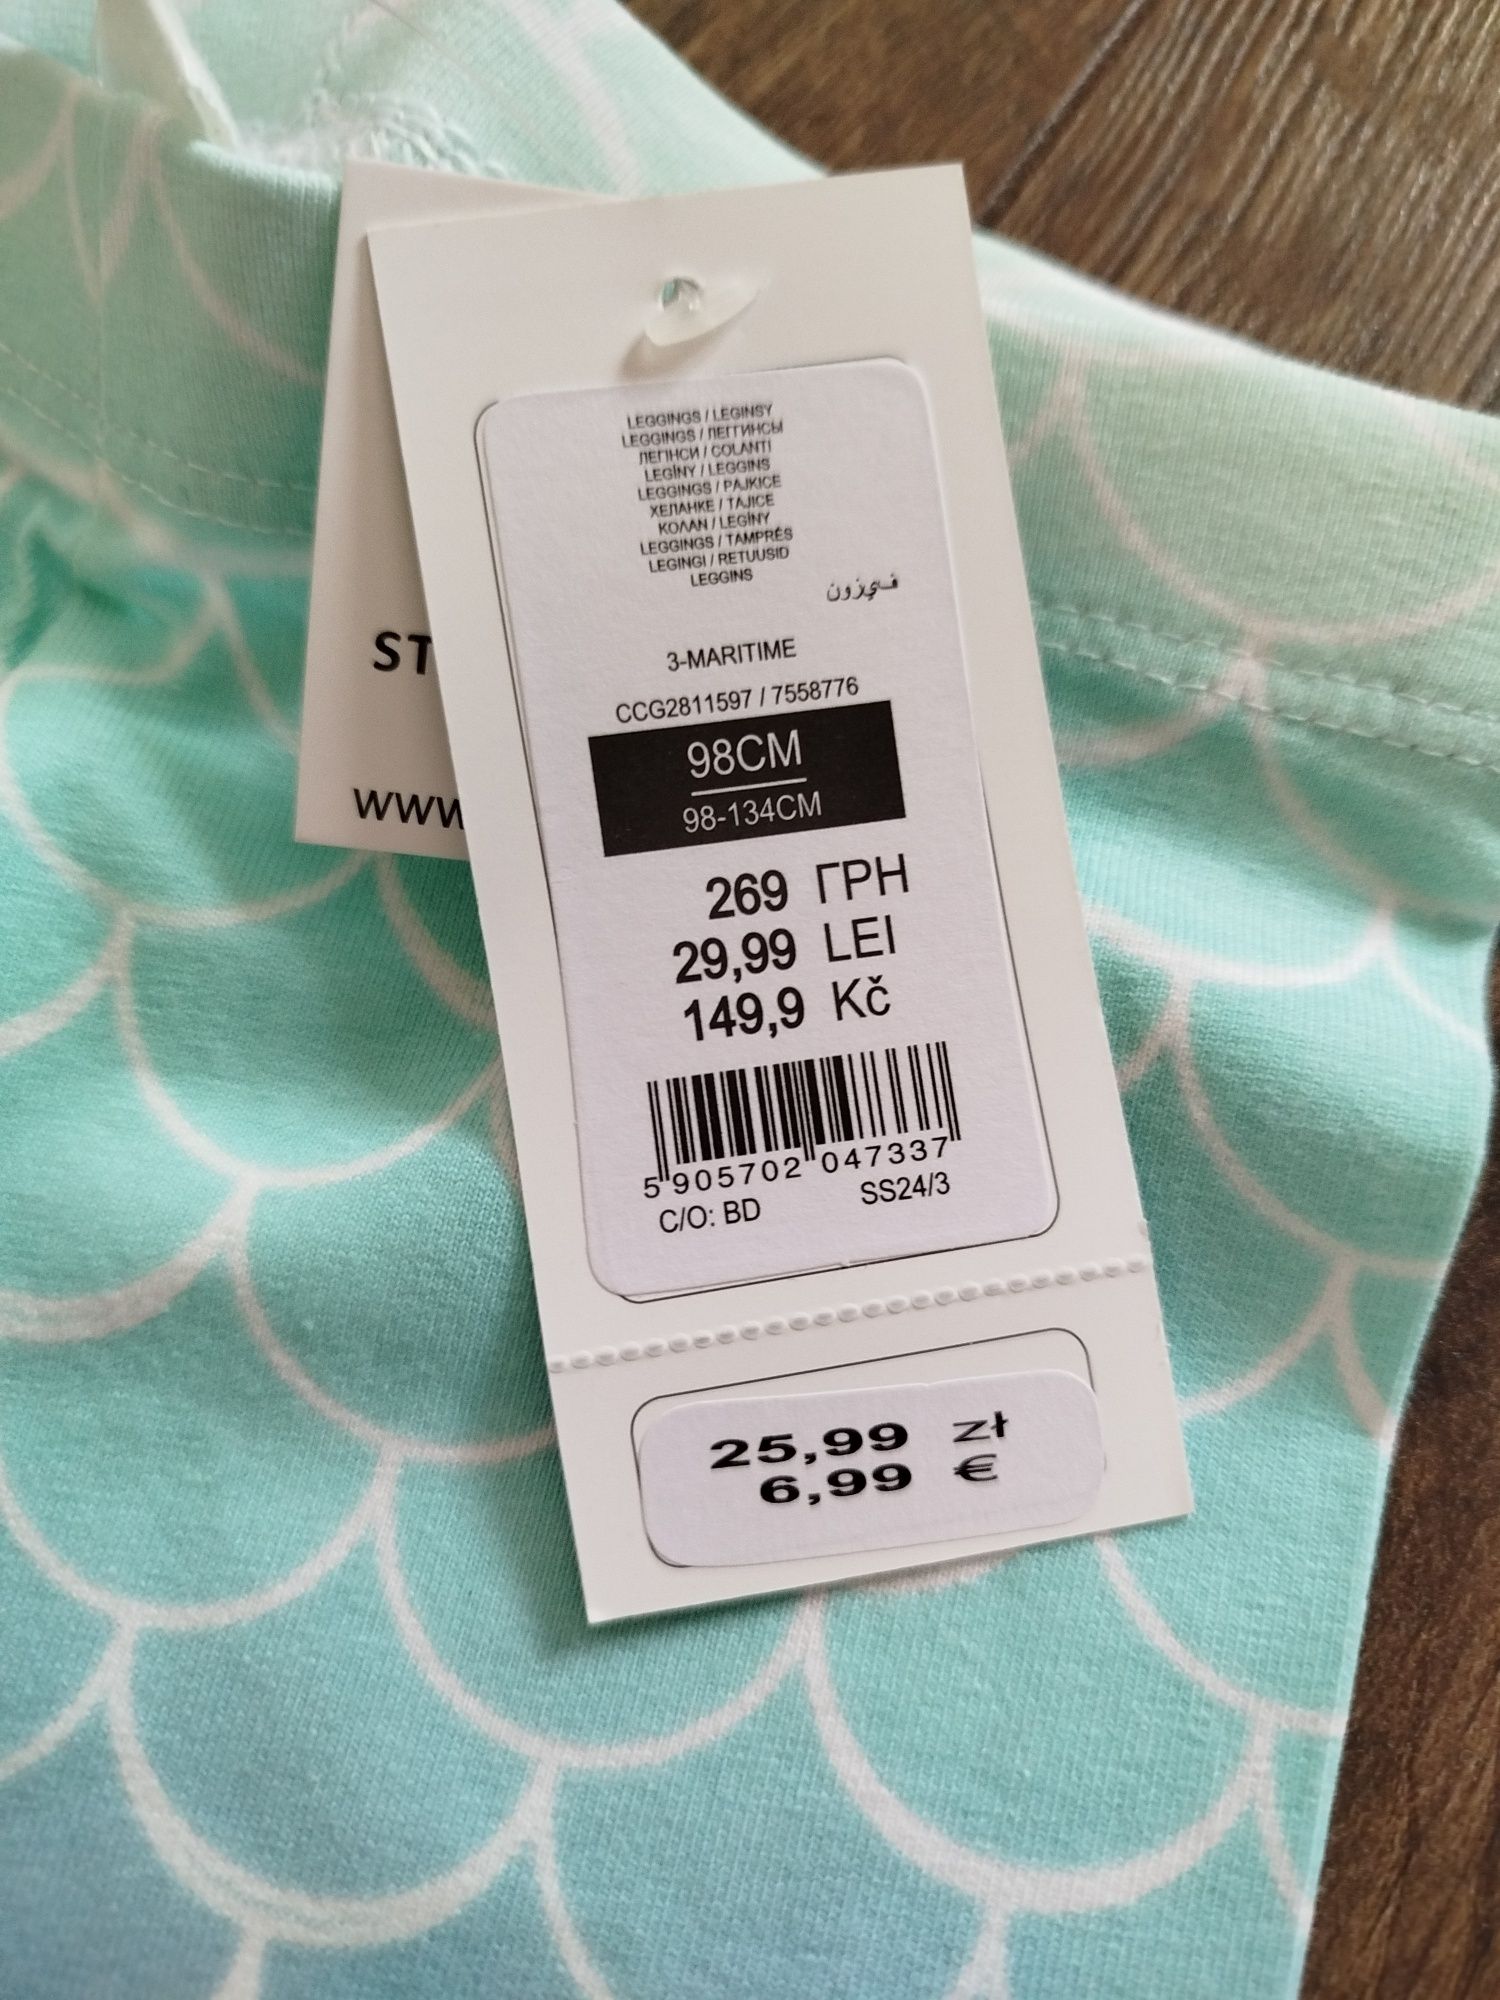 LEGGINGS / LEGINSY
LEGGINGS / ЛЕГГИНСЫ
ЛЕГІНСИ / COLANTI
LEGÍNY / LEGGINS
LEGGINGS / PAJKICE
ХЕЛАНКЕ / TAJICE
ΚΟΛΑΝ / LEGÍNY
LEGGINGS / TAMPRĖS
LEGINGI / RETUUSID
LEGGINS
فيزون
3-MARITIME
CCG2811597 / 7558776
98CM
98-134CM
269 ГРН
29,99 LEI
149,9 Kč
5 905702 047337
C/O: BD SS24/3
25,99 zł
6,99 €
ST
www